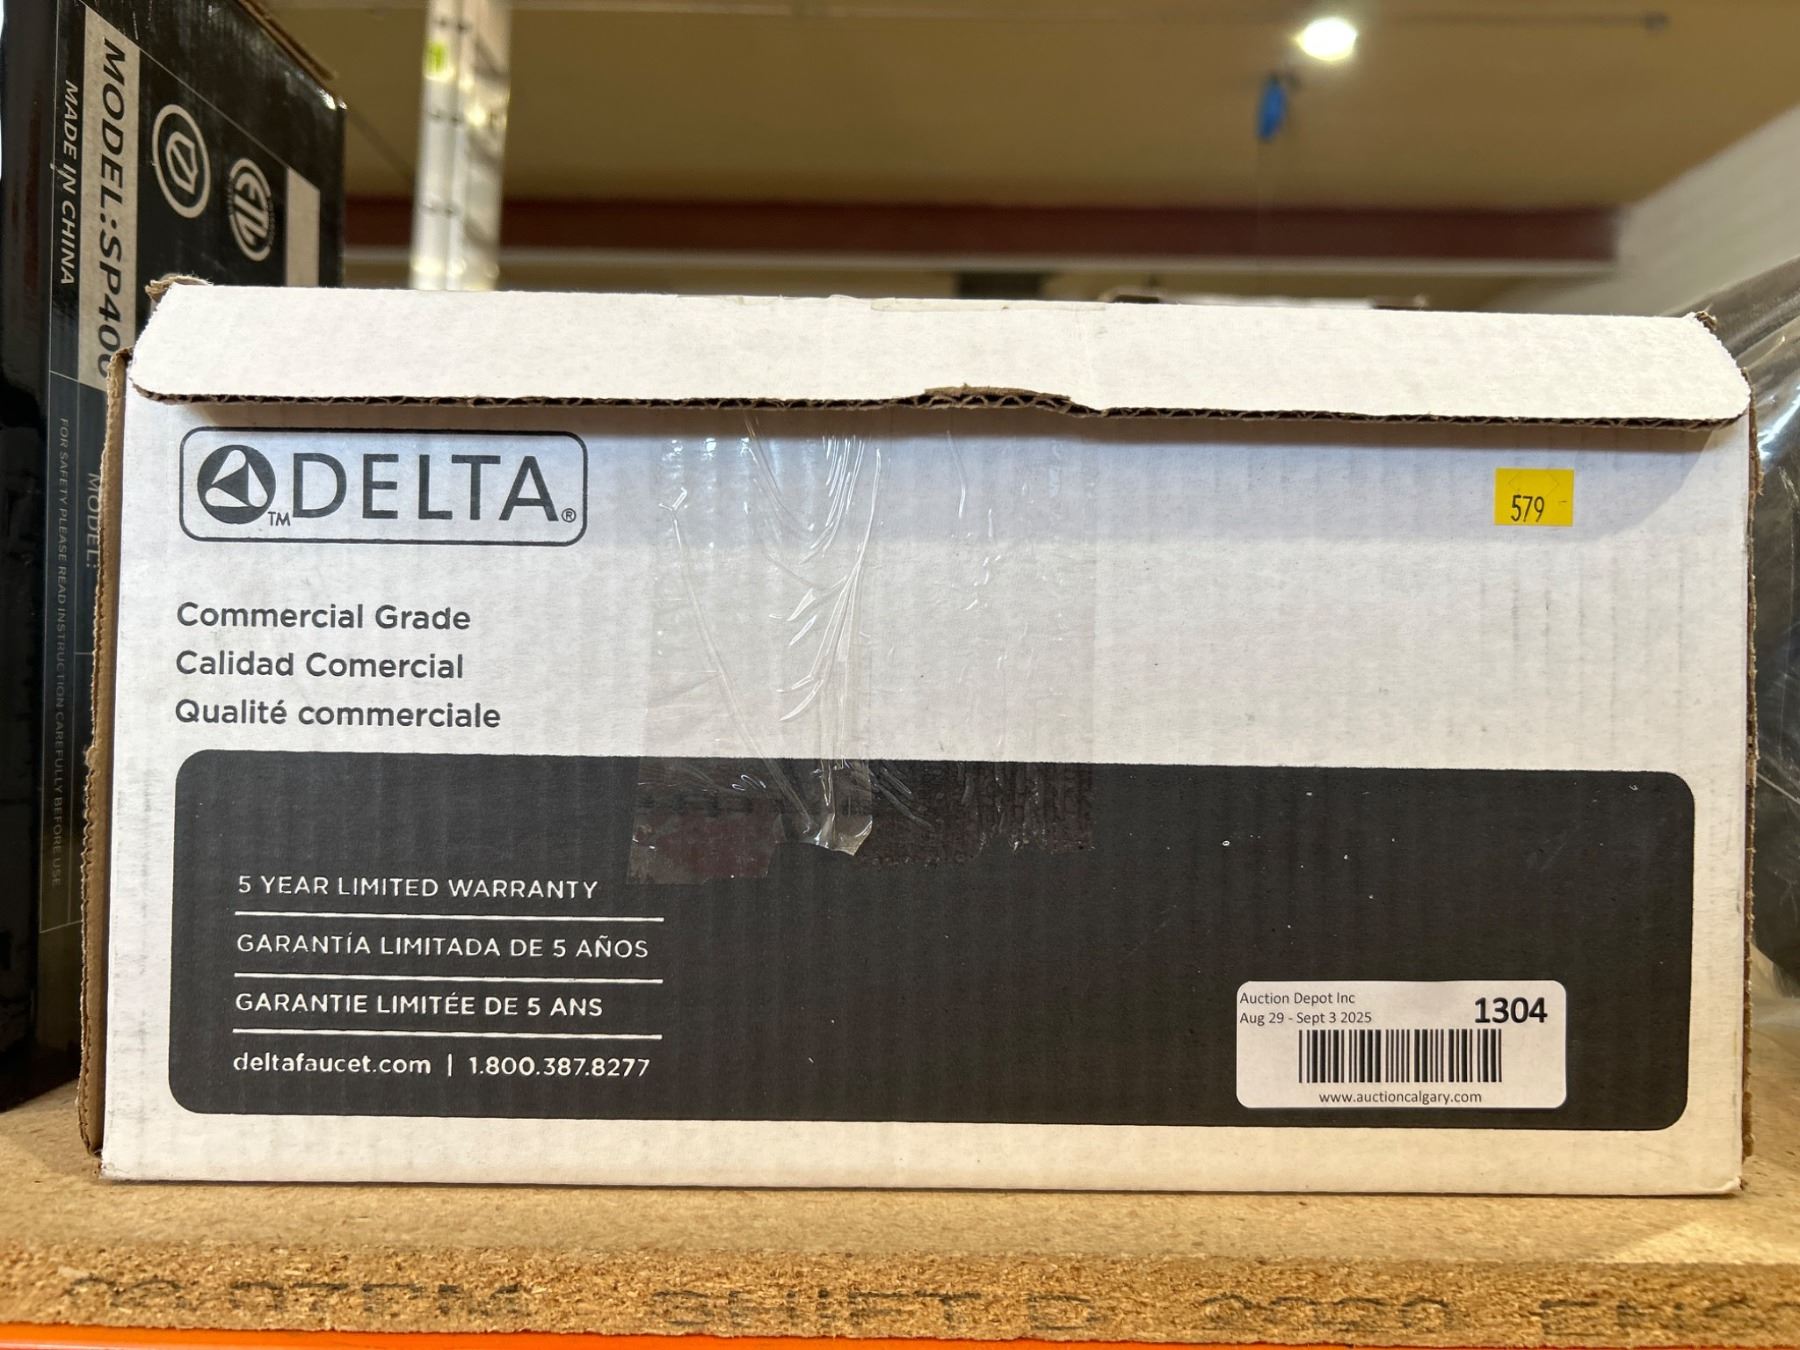 MODEL:SP400
MADE IN CHINA
MODEL:
FOR SAFETY PLEASE READ INSTRUCTION CAREFULLY BEFORE USE
ETL
DELTA®
TM
579
Commercial Grade
Calidad Comercial
Qualité commerciale
5 YEAR LIMITED WARRANTY
GARANTÍA LIMITADA DE 5 AÑOS
GARANTIE LIMITÉE DE 5 ANS
deltafaucet.com | 1.800.387.8277
Auction Depot Inc
Aug 29 - Sept 3 2025
1304
www.auctioncalgary.com